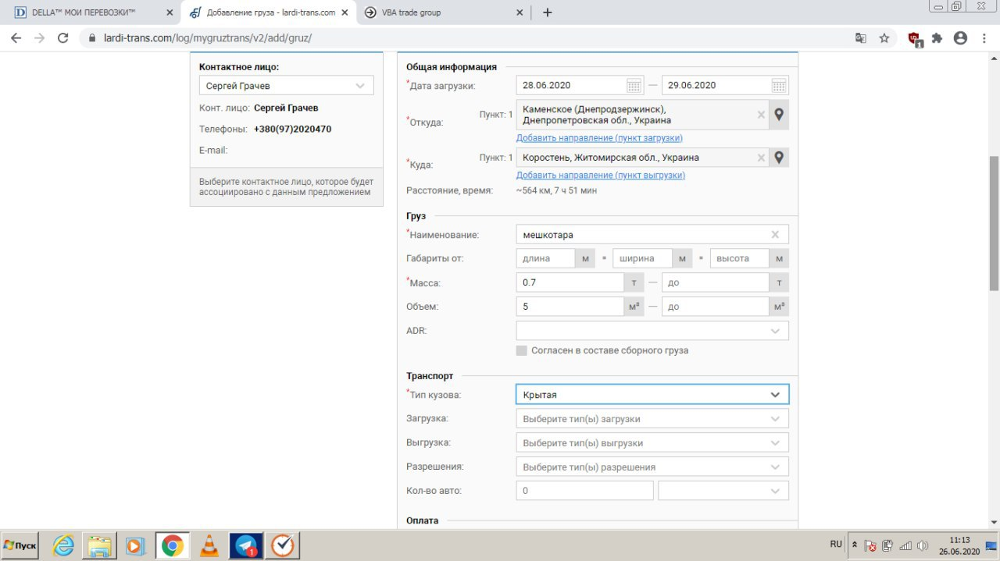 DELLA™ МОИ ПЕРЕВОЗКИ™
Добавление груза - lardi-trans.com
VBA trade group
lardi-trans.com/log/mygruztrans/v2/add/gruz/
1
Контактное лицо:
Сергей Грачев
Конт. лицо: Сергей Грачев
Телефоны: +380(97)2020470
E-mail:
Выберите контактное лицо, которое будет
ассоциировано с данным предложением
Общая информация
*Дата загрузки: 28.06.2020 — 29.06.2020
*Откуда: Пункт: 1 Каменское (Днепродзержинск),
Днепропетровская обл., Украина
Добавить направление (пункт загрузки)
*Куда: Пункт: 1 Коростень, Житомирская обл., Украина
Добавить направление (пункт выгрузки)
Расстояние, время: ~564 км, 7 ч 51 мин
Груз
*Наименование: мешкотара
Габариты от: длина м ширина м высота м
*Масса: 0.7 т — до т
Объем: 5 м³ — до м³
ADR:
Согласен в составе сборного груза
Транспорт
*Тип кузова: Крытая
Загрузка: Выберите тип(ы) загрузки
Выгрузка: Выберите тип(ы) выгрузки
Разрешения: Выберите тип(ы) разрешения
Кол-во авто: 0
Оплата
Пуск
1
RU
11:13
26.06.2020